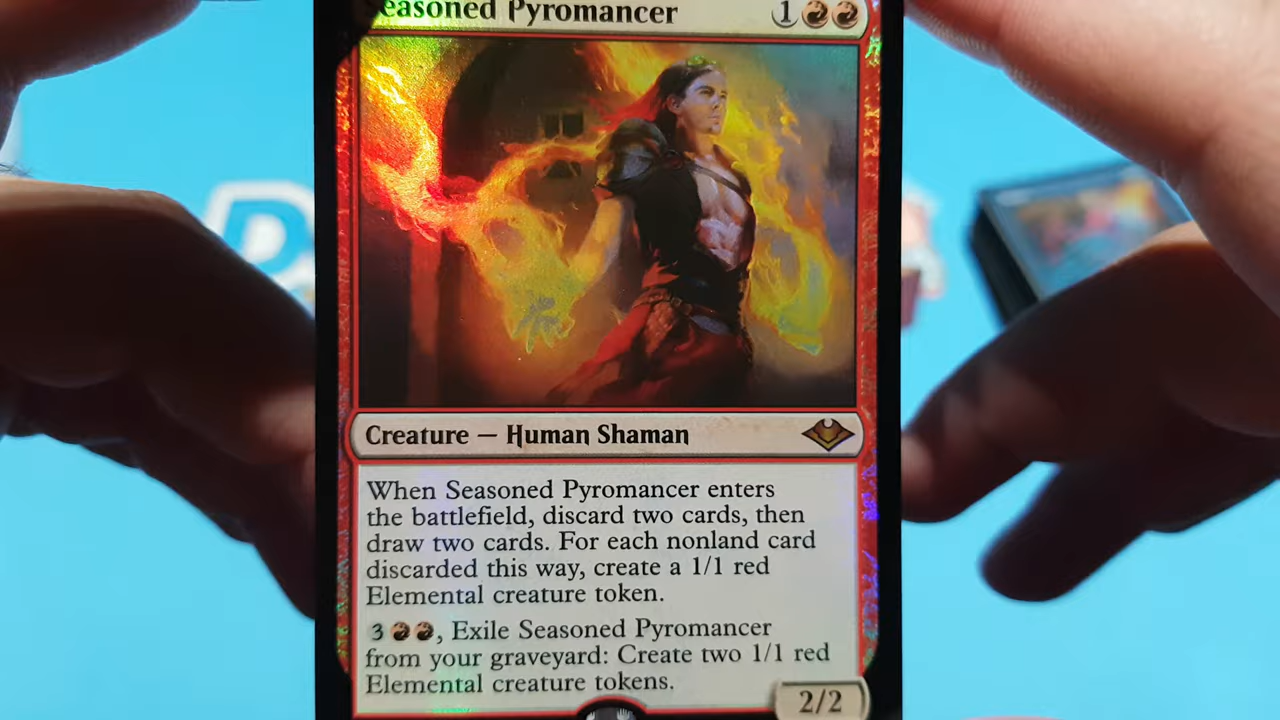 Seasoned Pyromancer 1
Creature — Human Shaman
When Seasoned Pyromancer enters
the battlefield, discard two cards, then
draw two cards. For each nonland card
discarded this way, create a 1/1 red
Elemental creature token.
3, Exile Seasoned Pyromancer
from your graveyard: Create two 1/1 red
Elemental creature tokens.
2/2